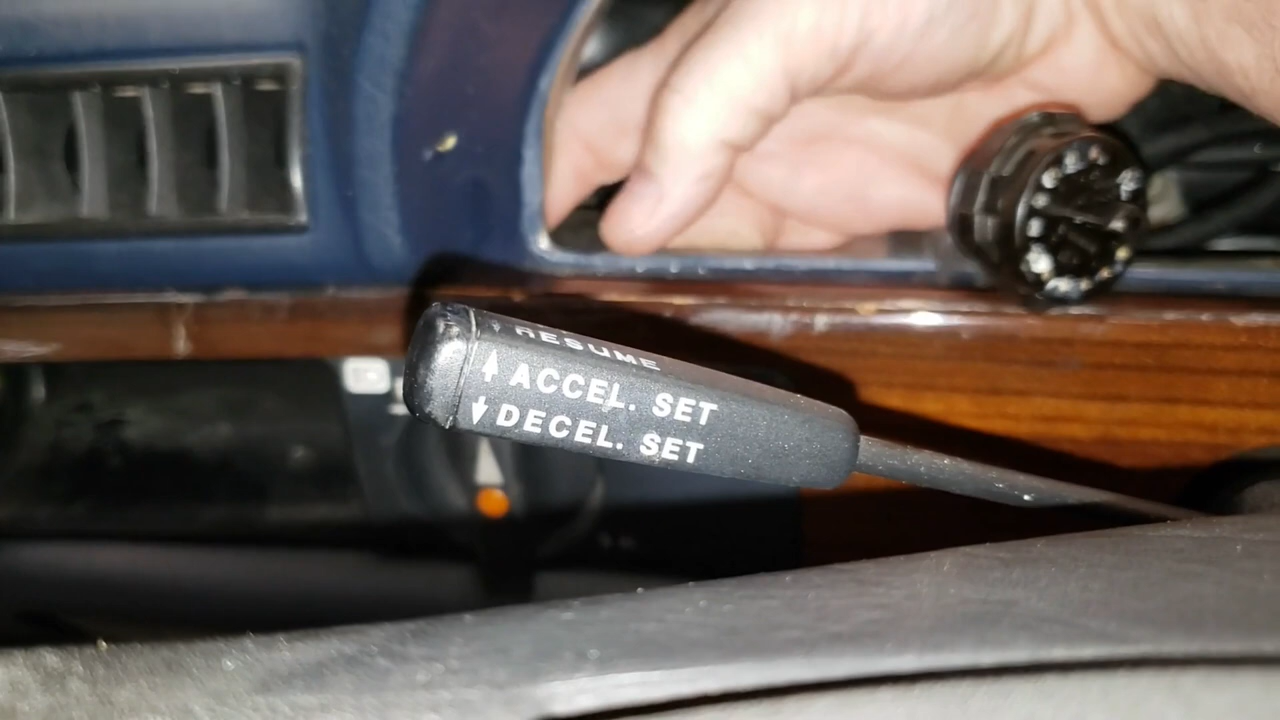 ↑ RESUME
↑ ACCEL. SET
↓ DECEL. SET